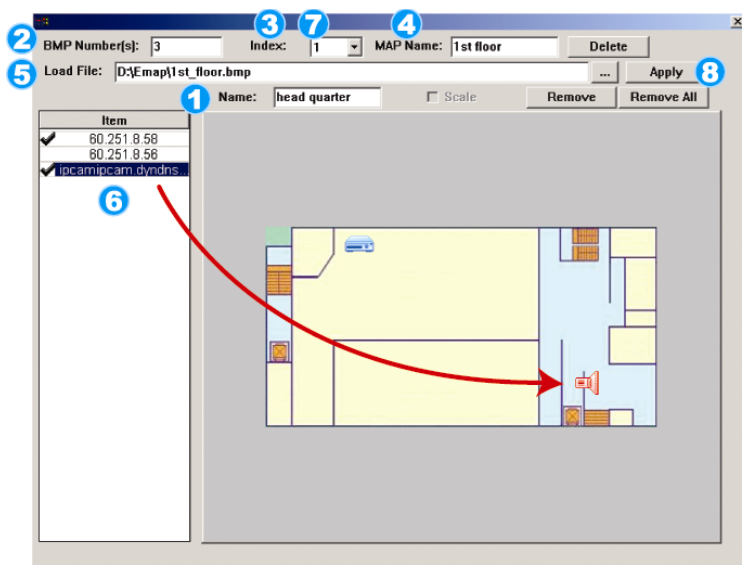 3 7 4
2 BMP Number(s): 3 Index: 1 MAP Name: 1st floor Delete
5 Load File: D:\Emap\1st_floor.bmp ... Apply 8
1 Name: head quarter Scale Remove Remove All
Item
60.251.8.58
60.251.8.56
ipcamipcam.dyndns...
6